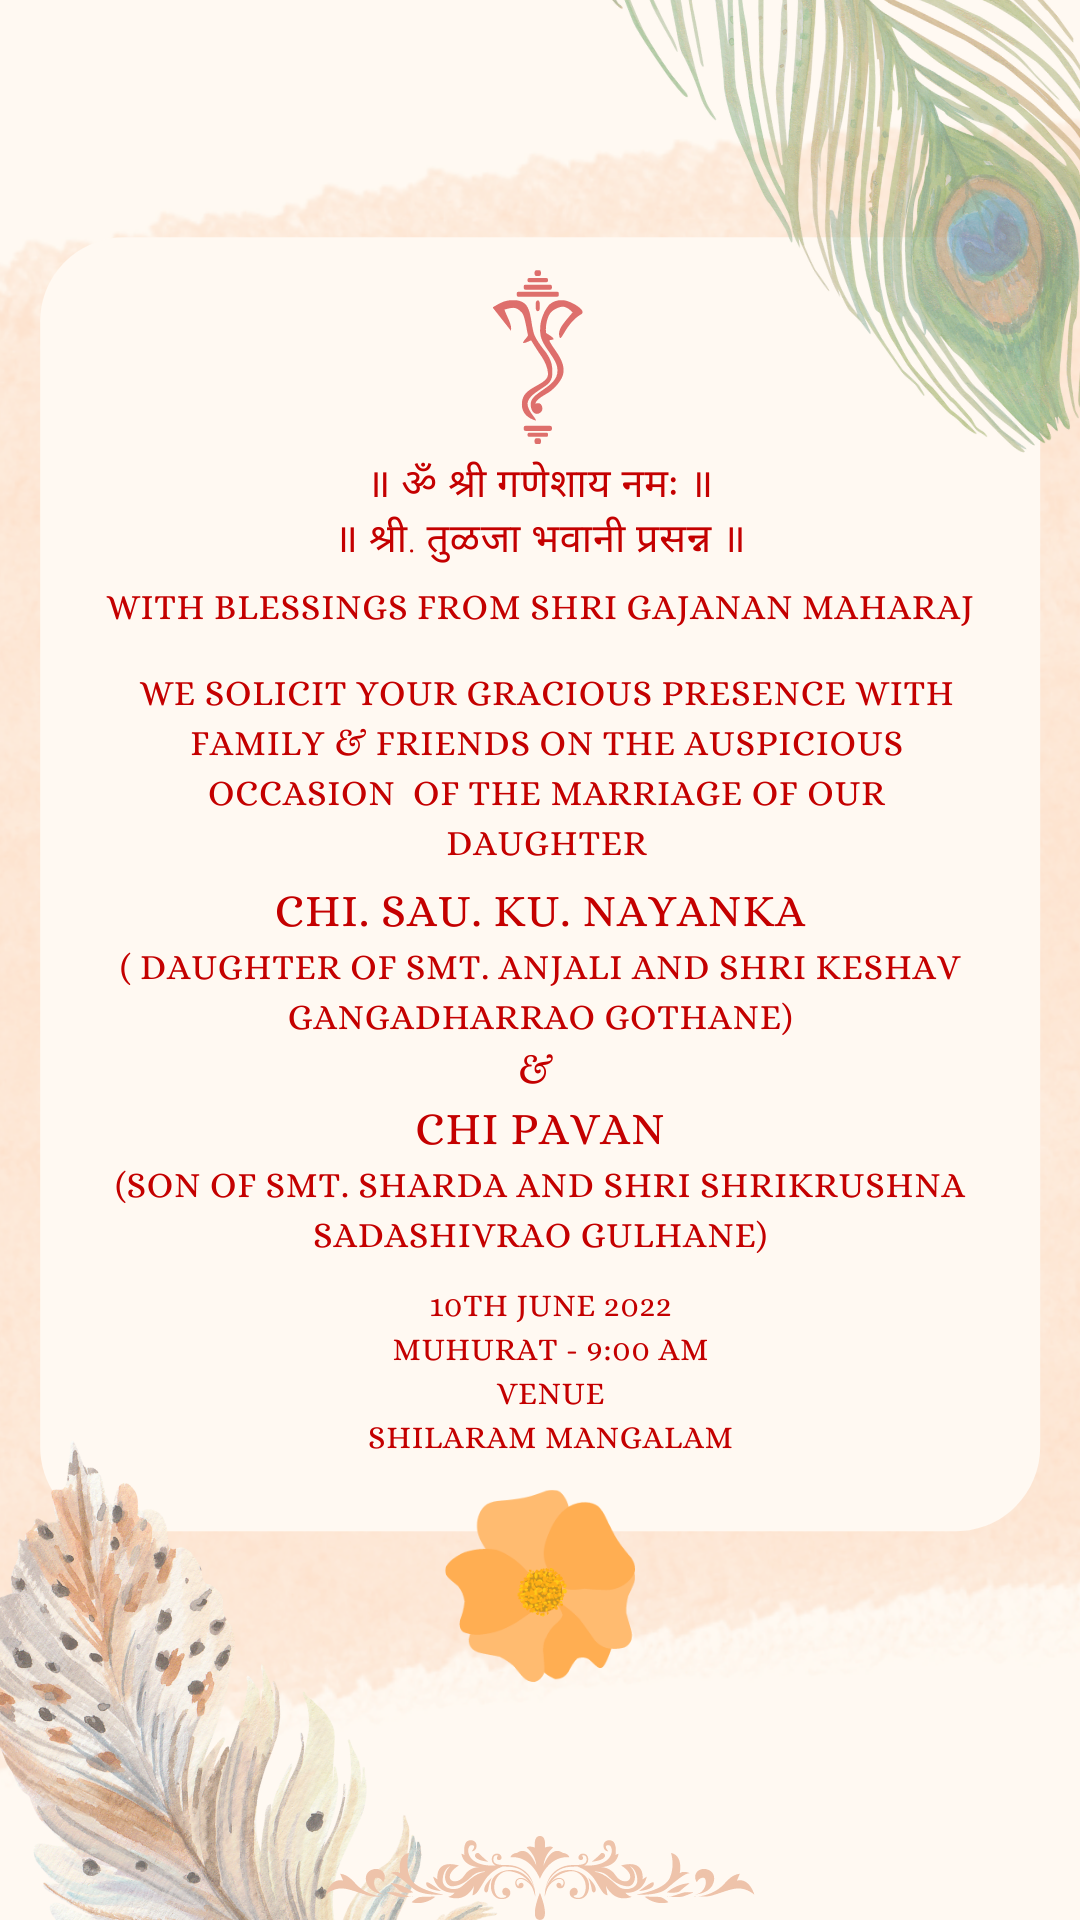 ॥ ॐ श्री गणेशाय नमः ॥
॥ श्री. तुळजा भवानी प्रसन्न ॥
WITH BLESSINGS FROM SHRI GAJANAN MAHARAJ
WE SOLICIT YOUR GRACIOUS PRESENCE WITH
FAMILY & FRIENDS ON THE AUSPICIOUS
OCCASION OF THE MARRIAGE OF OUR
DAUGHTER
CHI. SAU. KU. NAYANKA
( DAUGHTER OF SMT. ANJALI AND SHRI KESHAV
GANGADHARRAO GOTHANE)
&
CHI PAVAN
(SON OF SMT. SHARDA AND SHRI SHRIKRUSHNA
SADASHIVRAO GULHANE)
10TH JUNE 2022
MUHURAT - 9:00 AM
VENUE
SHILARAM MANGALAM